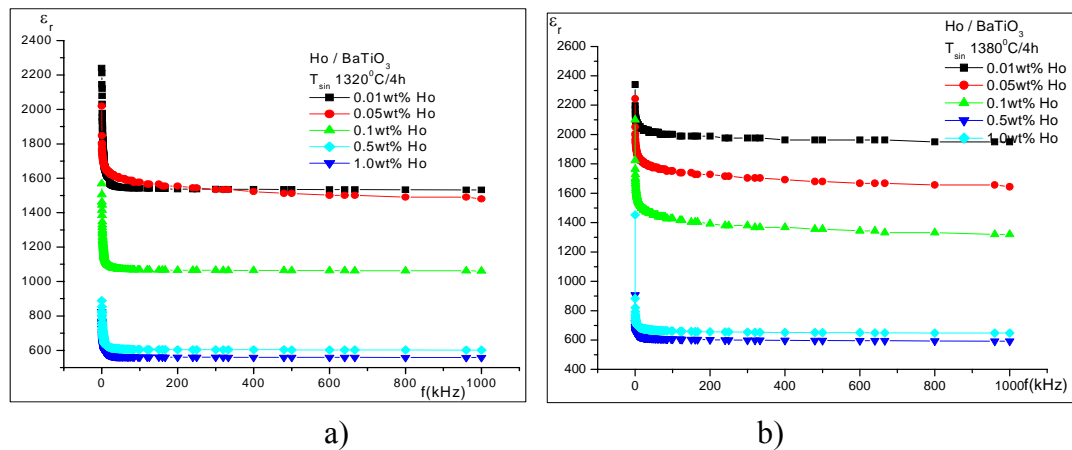 εr
2400
2200
2000
1800
1600
1400
1200
1000
800
600
0
200
400
600
800
1000
f(kHz)
Ho / BaTiO3
Tsin 1320⁰C/4h
0.01wt% Ho
0.05wt% Ho
0.1wt% Ho
0.5wt% Ho
1.0wt% Ho
a)
εr
2600
2400
2200
2000
1800
1600
1400
1200
1000
800
600
400
0
200
400
600
800
1000
f(kHz)
Ho / BaTiO3
Tsin 1380⁰C/4h
0.01wt% Ho
0.05wt% Ho
0.1wt% Ho
0.5wt% Ho
1.0wt% Ho
b)